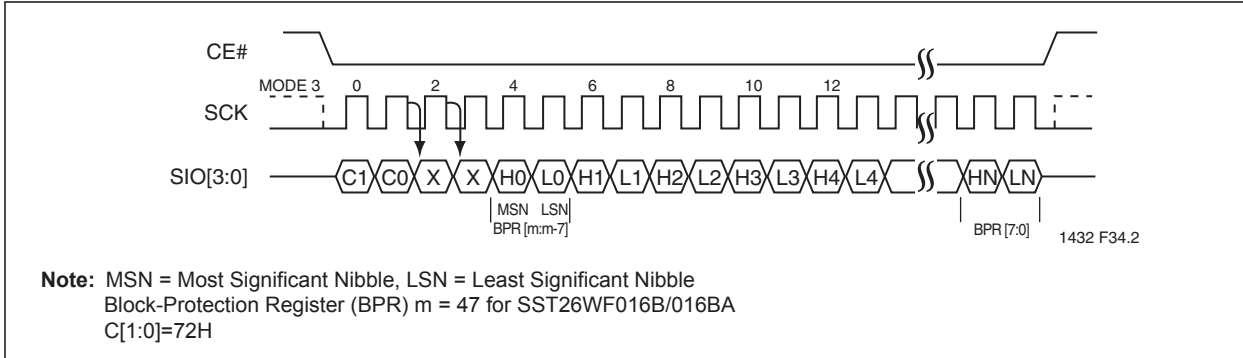 CE#
MODE 3 0 2 4 6 8 10 12
SCK
SIO[3:0] C1 C0 X X H0 L0 H1 L1 H2 L2 H3 L3 H4 L4 HN LN
MSN LSN
BPR [m:m-7] BPR [7:0]
1432 F34.2
Note: MSN = Most Significant Nibble, LSN = Least Significant Nibble
Block-Protection Register (BPR) m = 47 for SST26WF016B/016BA
C[1:0]=72H